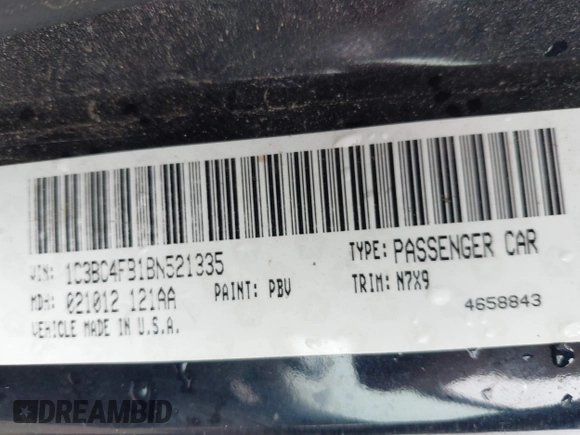 VIN: 1C3BC4FB1BN521335
TYPE: PASSENGER CAR
MDH: 021012 121AA
PAINT: PBV
TRIM: N7X9
VEHICLE MADE IN U.S.A.
4658843
DREAMBID